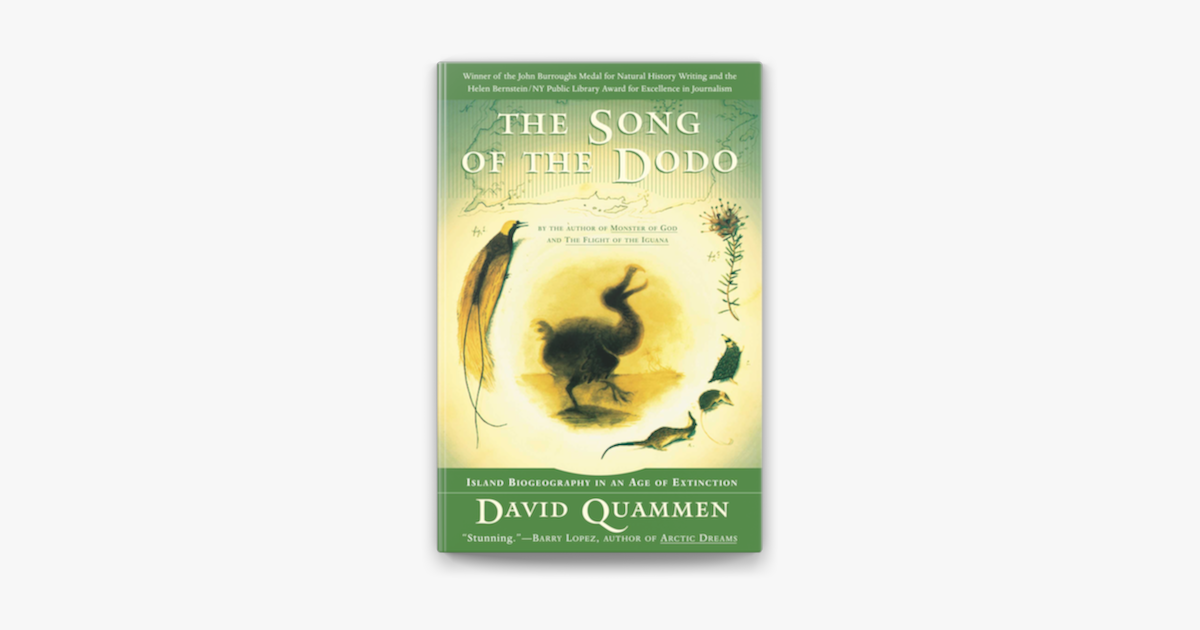 Winner of the John Burroughs Medal for Natural History Writing and the
Helen Bernstein/NY Public Library Award for Excellence in Journalism
THE SONG
OF THE DODO
BY THE AUTHOR OF MONSTER OF GOD
AND THE FLIGHT OF THE IGUANA
ISLAND BIOGEOGRAPHY IN AN AGE OF EXTINCTION
DAVID QUAMMEN
"Stunning."—BARRY LOPEZ, AUTHOR OF ARCTIC DREAMS